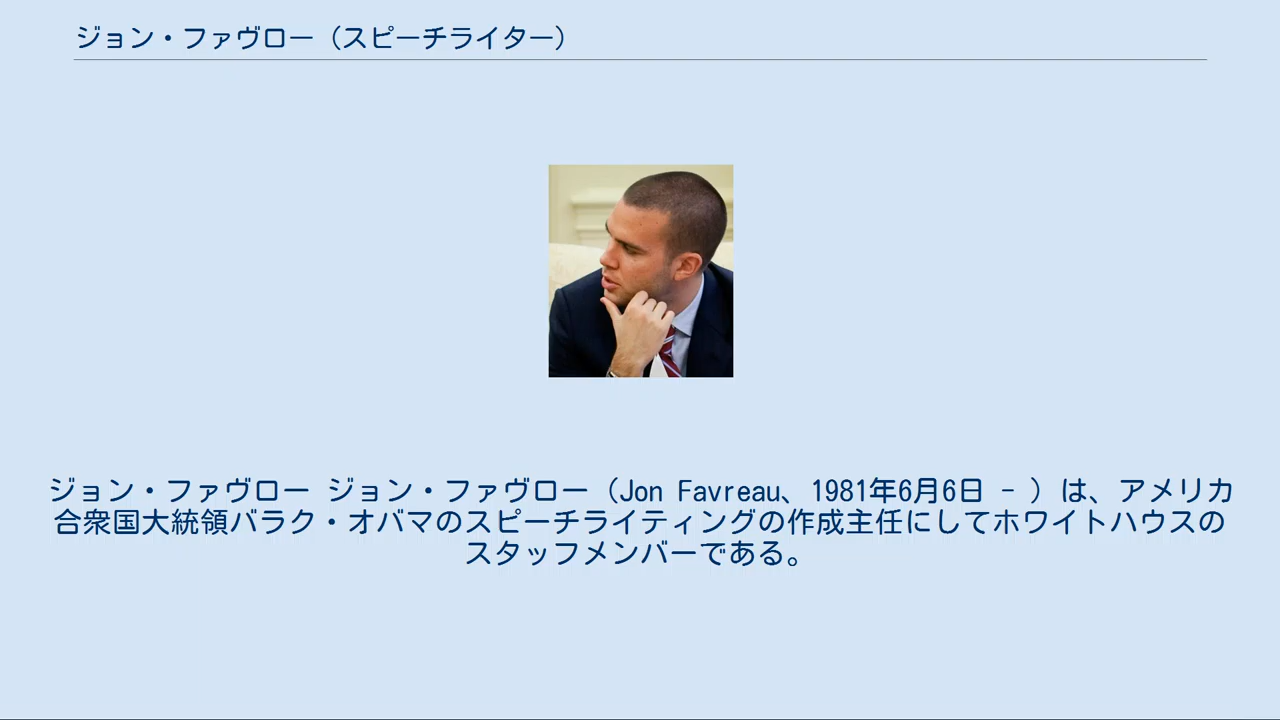 ジョン・ファヴロー（スピーチライター）
ジョン・ファヴロー ジョン・ファヴロー（Jon Favreau、1981年6月6日 - ）は、アメリカ
合衆国大統領バラク・オバマのスピーチライティングの作成主任にしてホワイトハウスの
スタッフメンバーである。